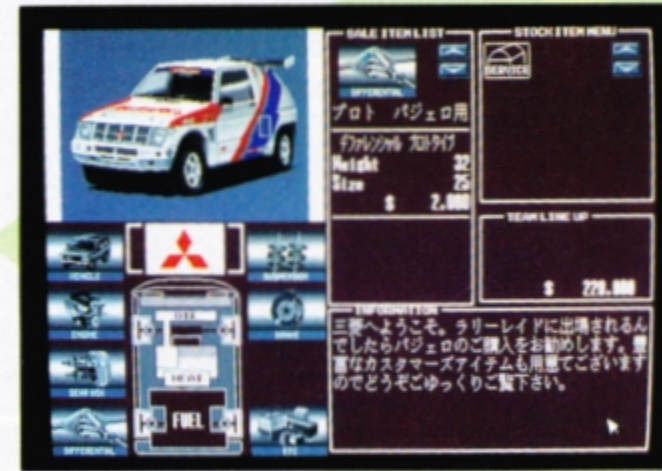 SALE ITEM LIST
DIFFERENTIAL
プロト パジェロ用
デファレンシャル プロトタイプ
Weight 32
Size 25
$ 2.000
STOCK ITEM MENU
SERVICE
TEAM LINE UP
$ 220.000
VEHICLE
SUSPENSION
ENGINE
GEAR BOX
DIFFERENTIAL
ETC
HEAT
FUEL
INFORMATION
三菱へようこそ。ラリーレイドに出場されるん
でしたらパジェロのご購入をお勧めします。豊
富なカスタマーズアイテムも用意てございます
のでどうぞごゆっくりご覧下さい。